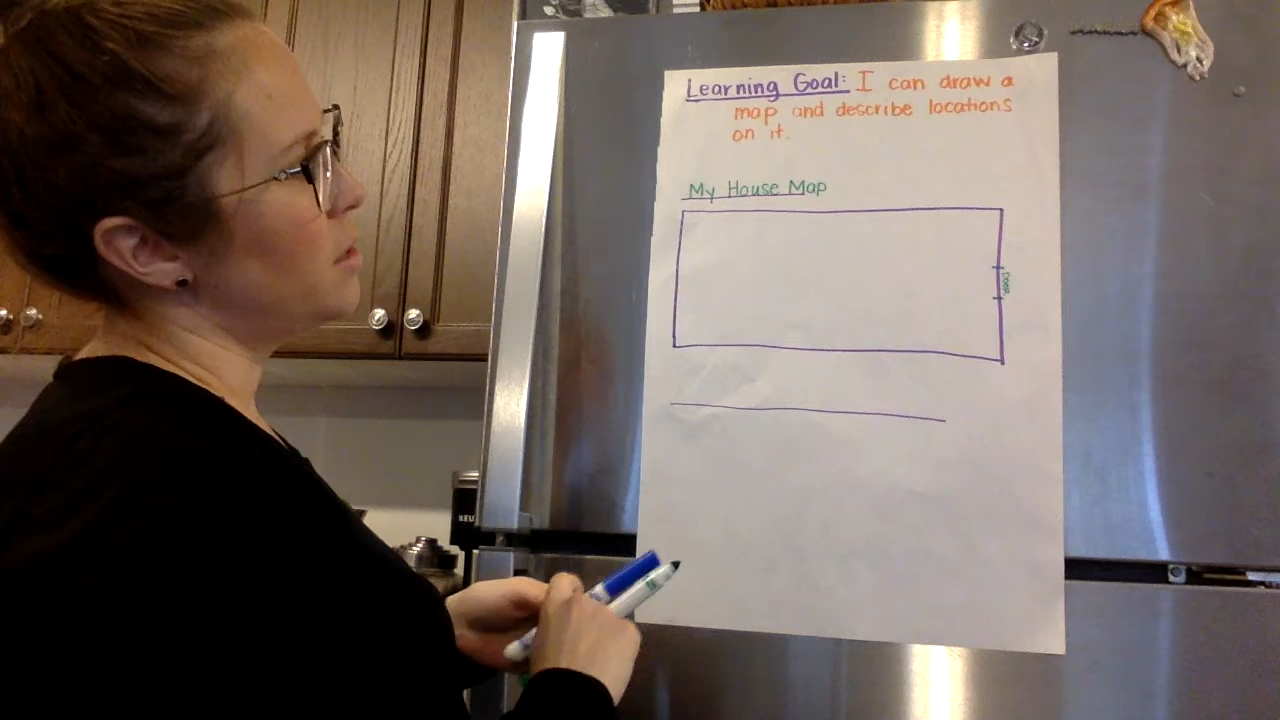 Learning Goal: I can draw a
map and describe locations
on it.
My House Map
Door